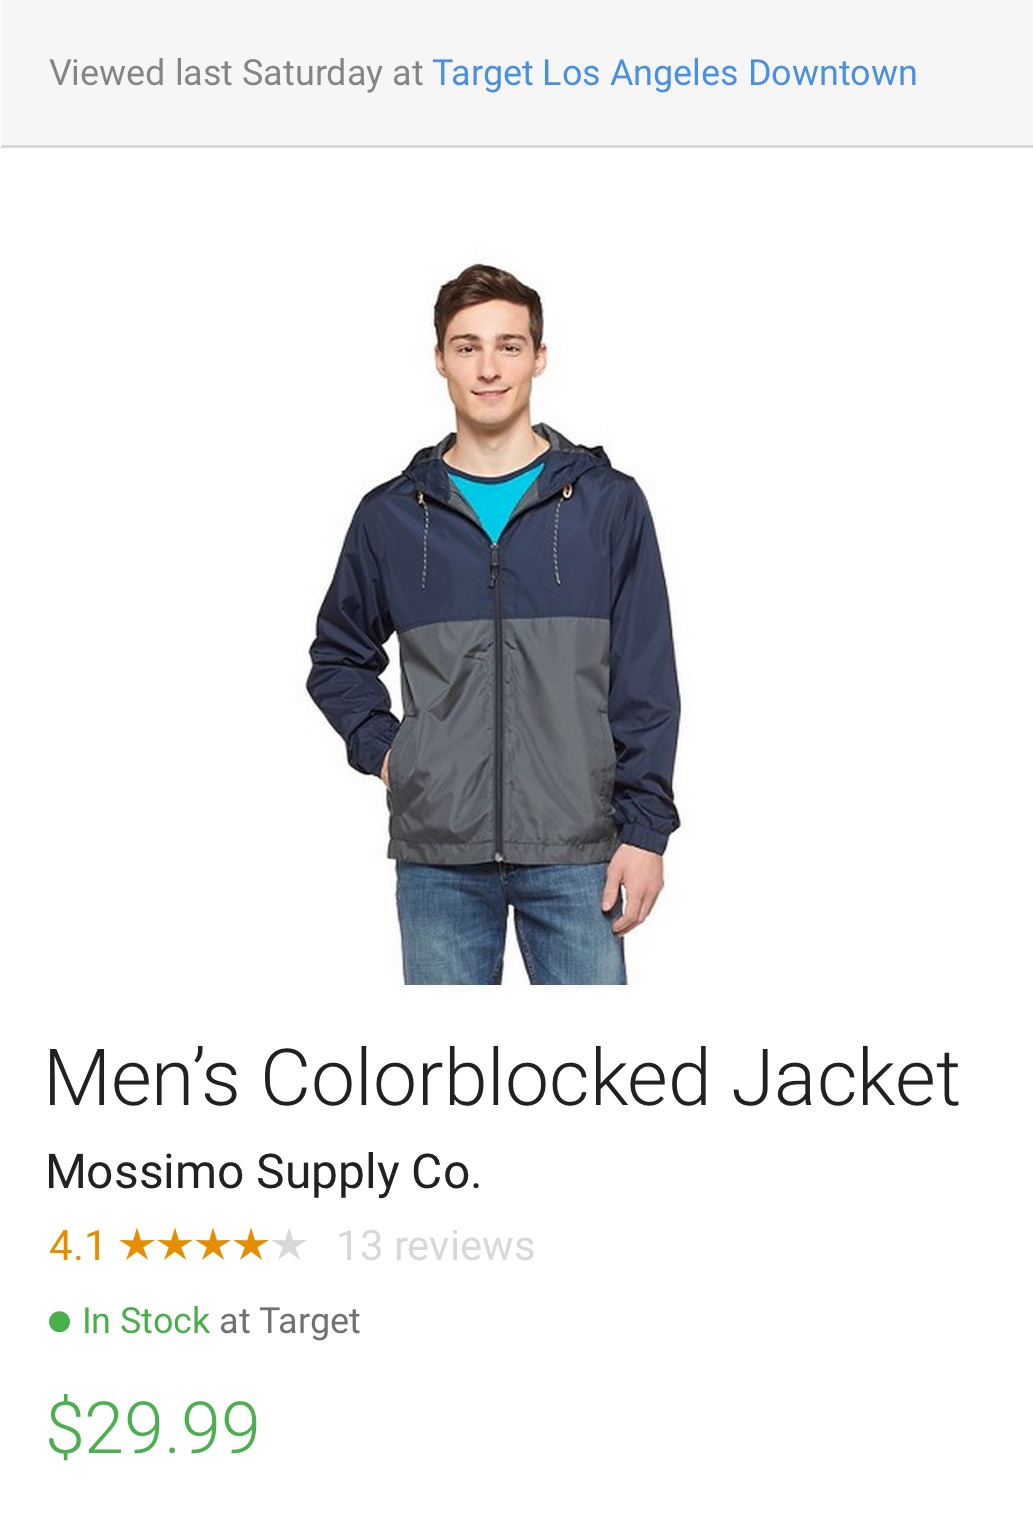 Viewed last Saturday at Target Los Angeles Downtown
Men’s Colorblocked Jacket
Mossimo Supply Co.
4.1 ★★★★★ 13 reviews
In Stock at Target
$29.99